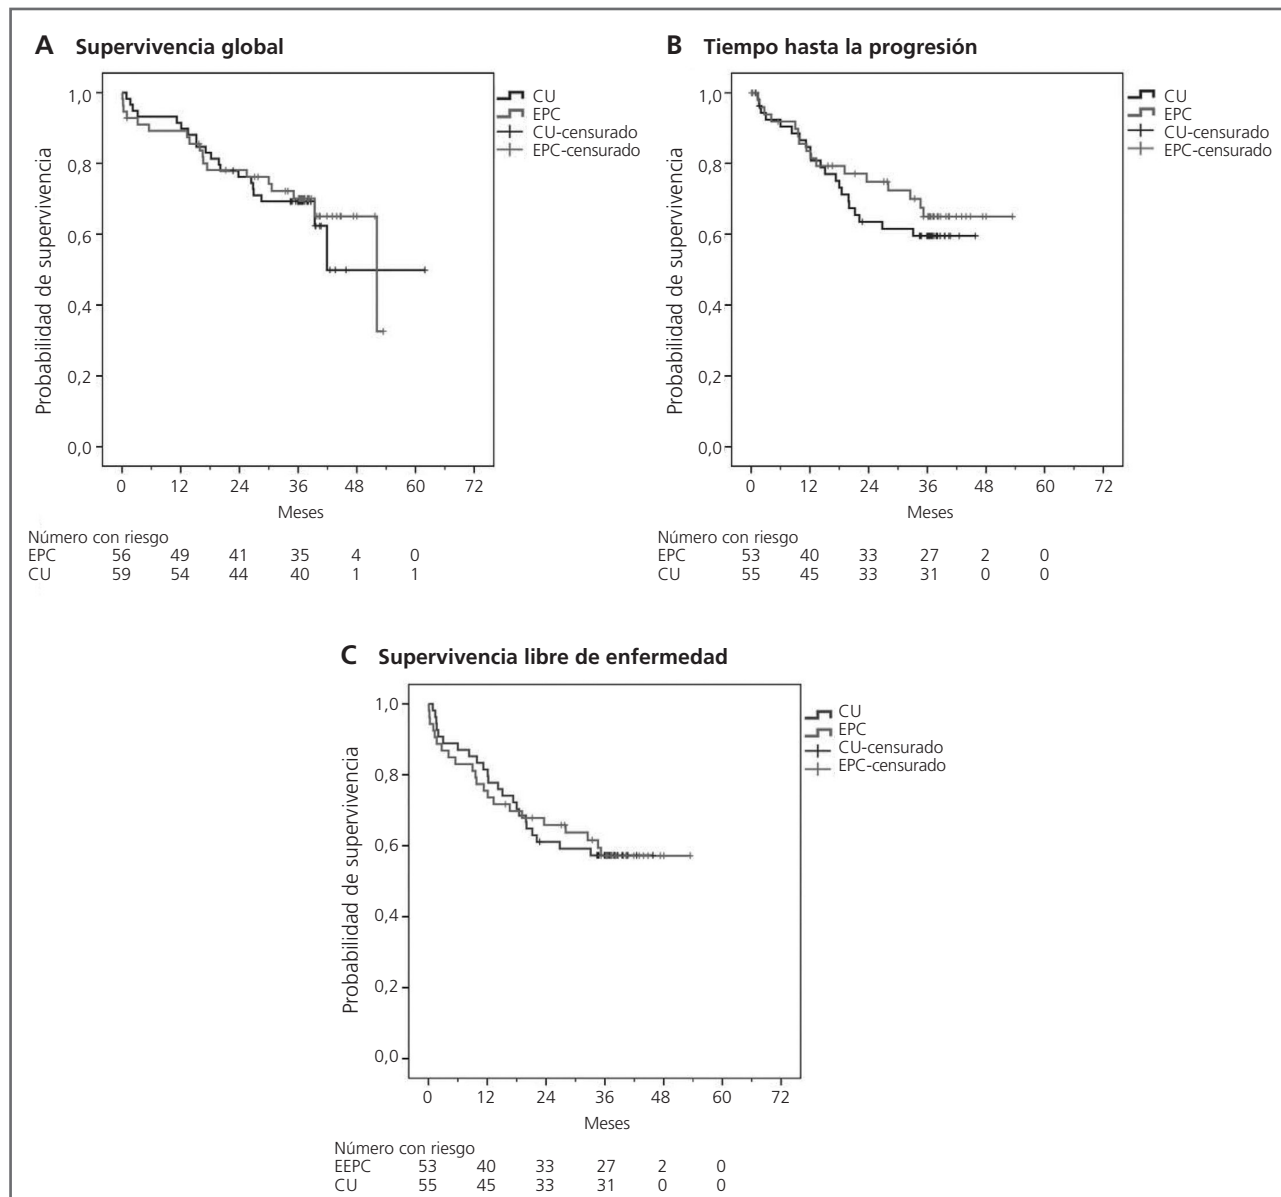 A Supervivencia global
Probabilidad de supervivencia
1,0
0,8
0,6
0,4
0,2
0,0
0 12 24 36 48 60 72
Meses
CU
EPC
CU-censurado
EPC-censurado
Número con riesgo
EPC 56 49 41 35 4 0
CU 59 54 44 40 1 1
B Tiempo hasta la progresión
Probabilidad de supervivencia
1,0
0,8
0,6
0,4
0,2
0,0
0 12 24 36 48 60 72
Meses
CU
EPC
CU-censurado
EPC-censurado
Número con riesgo
EPC 53 40 33 27 2 0
CU 55 45 33 31 0 0
C Supervivencia libre de enfermedad
Probabilidad de supervivencia
1,0
0,8
0,6
0,4
0,2
0,0
0 12 24 36 48 60 72
Meses
CU
EPC
CU-censurado
EPC-censurado
Número con riesgo
EEPC 53 40 33 27 2 0
CU 55 45 33 31 0 0